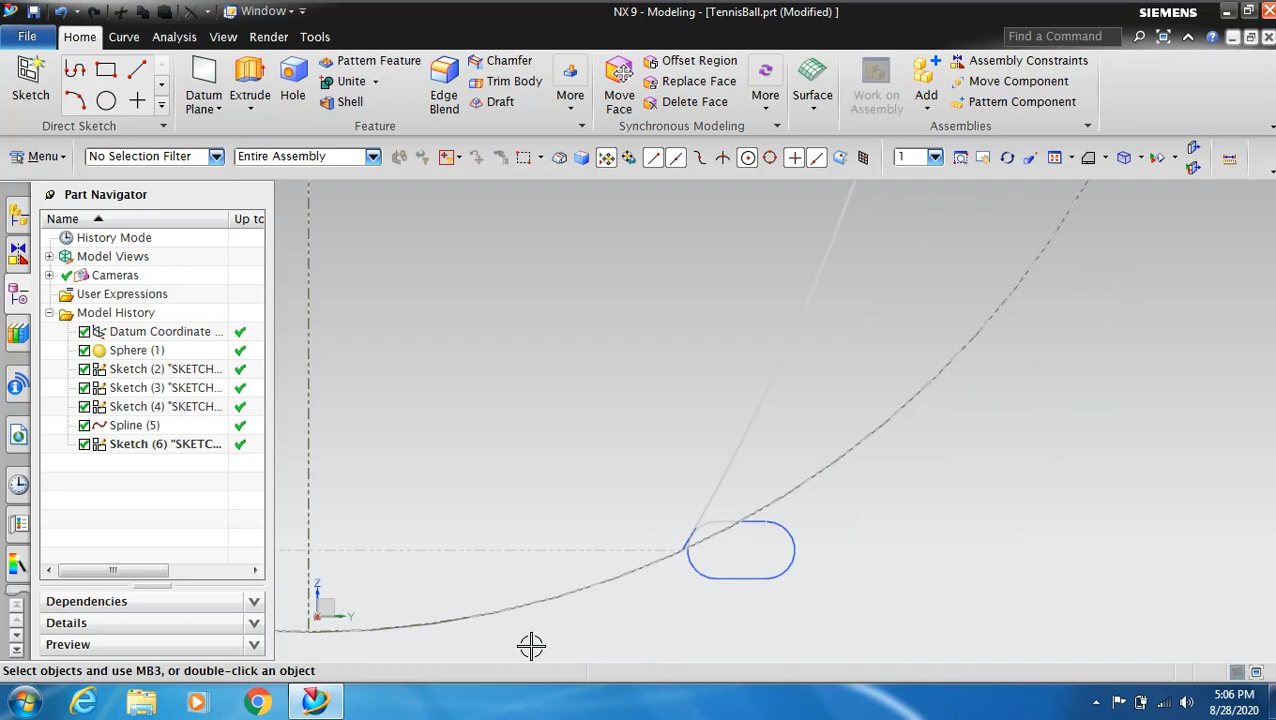 Window
NX 9 - Modeling - [TennisBall.prt (Modified) ]
SIEMENS
File
Home
Curve
Analysis
View
Render
Tools
Find a Command
Sketch
Direct Sketch
Datum Plane
Extrude
Hole
Pattern Feature
Unite
Shell
Edge Blend
Chamfer
Trim Body
Draft
More
Feature
Move Face
Offset Region
Replace Face
Delete Face
More
Synchronous Modeling
Surface
Work on Assembly
Add
Assembly Constraints
Move Component
Pattern Component
Assemblies
Menu
No Selection Filter
Entire Assembly
1
Part Navigator
Name
Up to
History Mode
Model Views
Cameras
User Expressions
Model History
Datum Coordinate ...
Sphere (1)
Sketch (2) "SKETCH...
Sketch (3) "SKETCH...
Sketch (4) "SKETCH...
Spline (5)
Sketch (6) "SKETC...
Dependencies
Details
Preview
Z
Y
Select objects and use MB3, or double-click an object
5:06 PM
8/28/2020